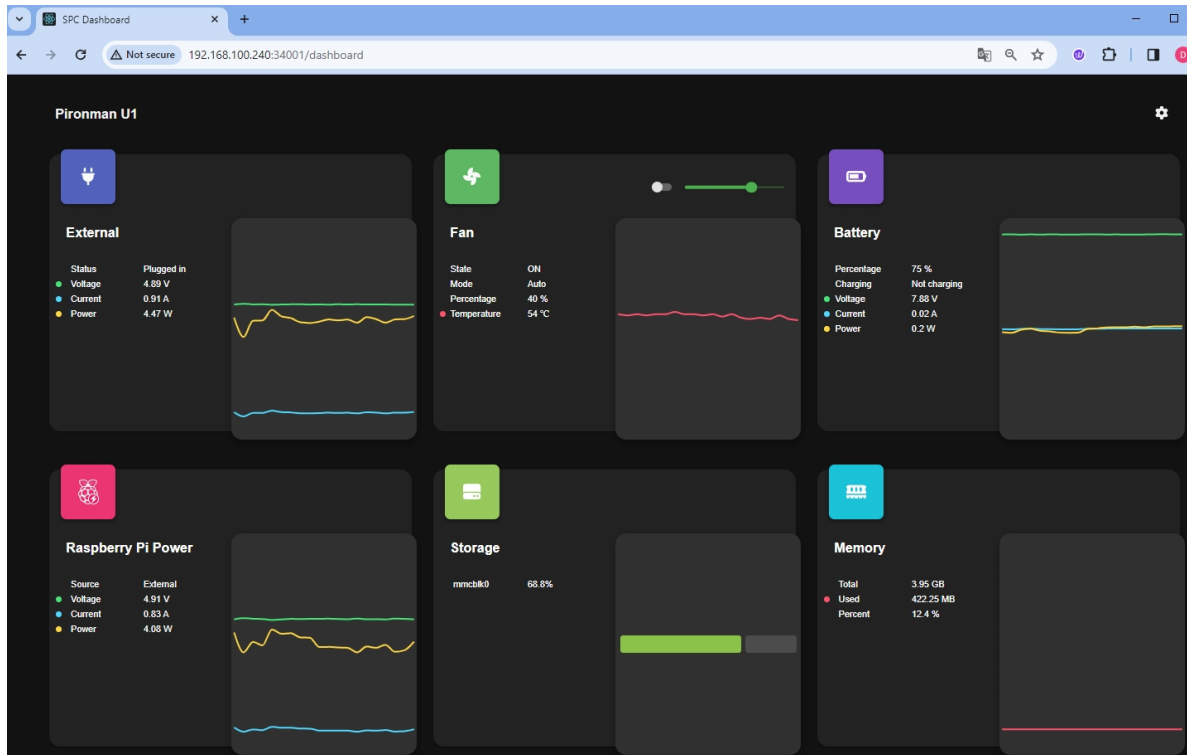 SPC Dashboard
Not secure 192.168.100.240:34001/dashboard
D
Pironman U1
External
Status Plugged in
Voltage 4.89 V
Current 0.91 A
Power 4.47 W
Fan
State ON
Mode Auto
Percentage 40 %
Temperature 54 °C
Battery
Percentage 75 %
Charging Not charging
Voltage 7.88 V
Current 0.02 A
Power 0.2 W
Raspberry Pi Power
Source External
Voltage 4.91 V
Current 0.83 A
Power 4.08 W
Storage
mmcblk0 68.8%
Memory
Total 3.95 GB
Used 422.25 MB
Percent 12.4 %